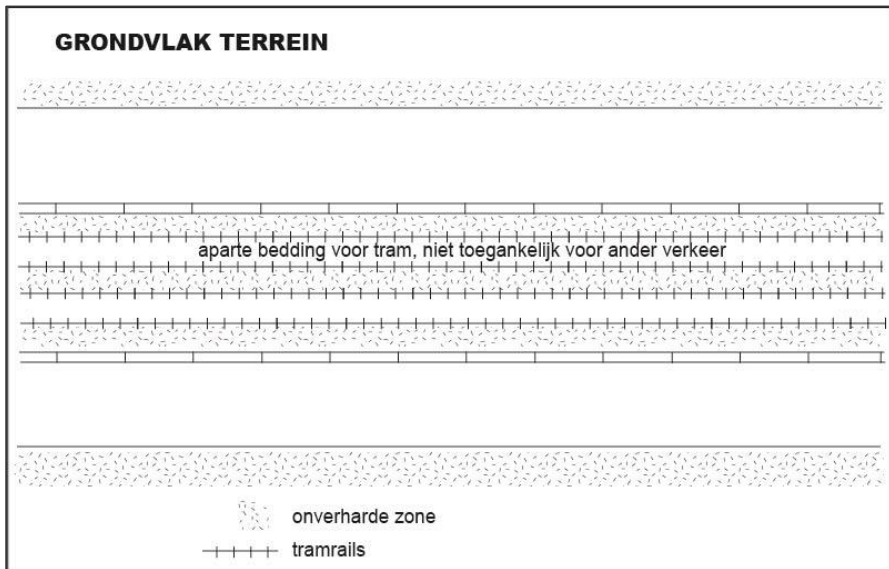 GRONDVLAK TERREIN
aparte bedding voor tram, niet toegankelijk voor ander verkeer
onverharde zone
tramrails